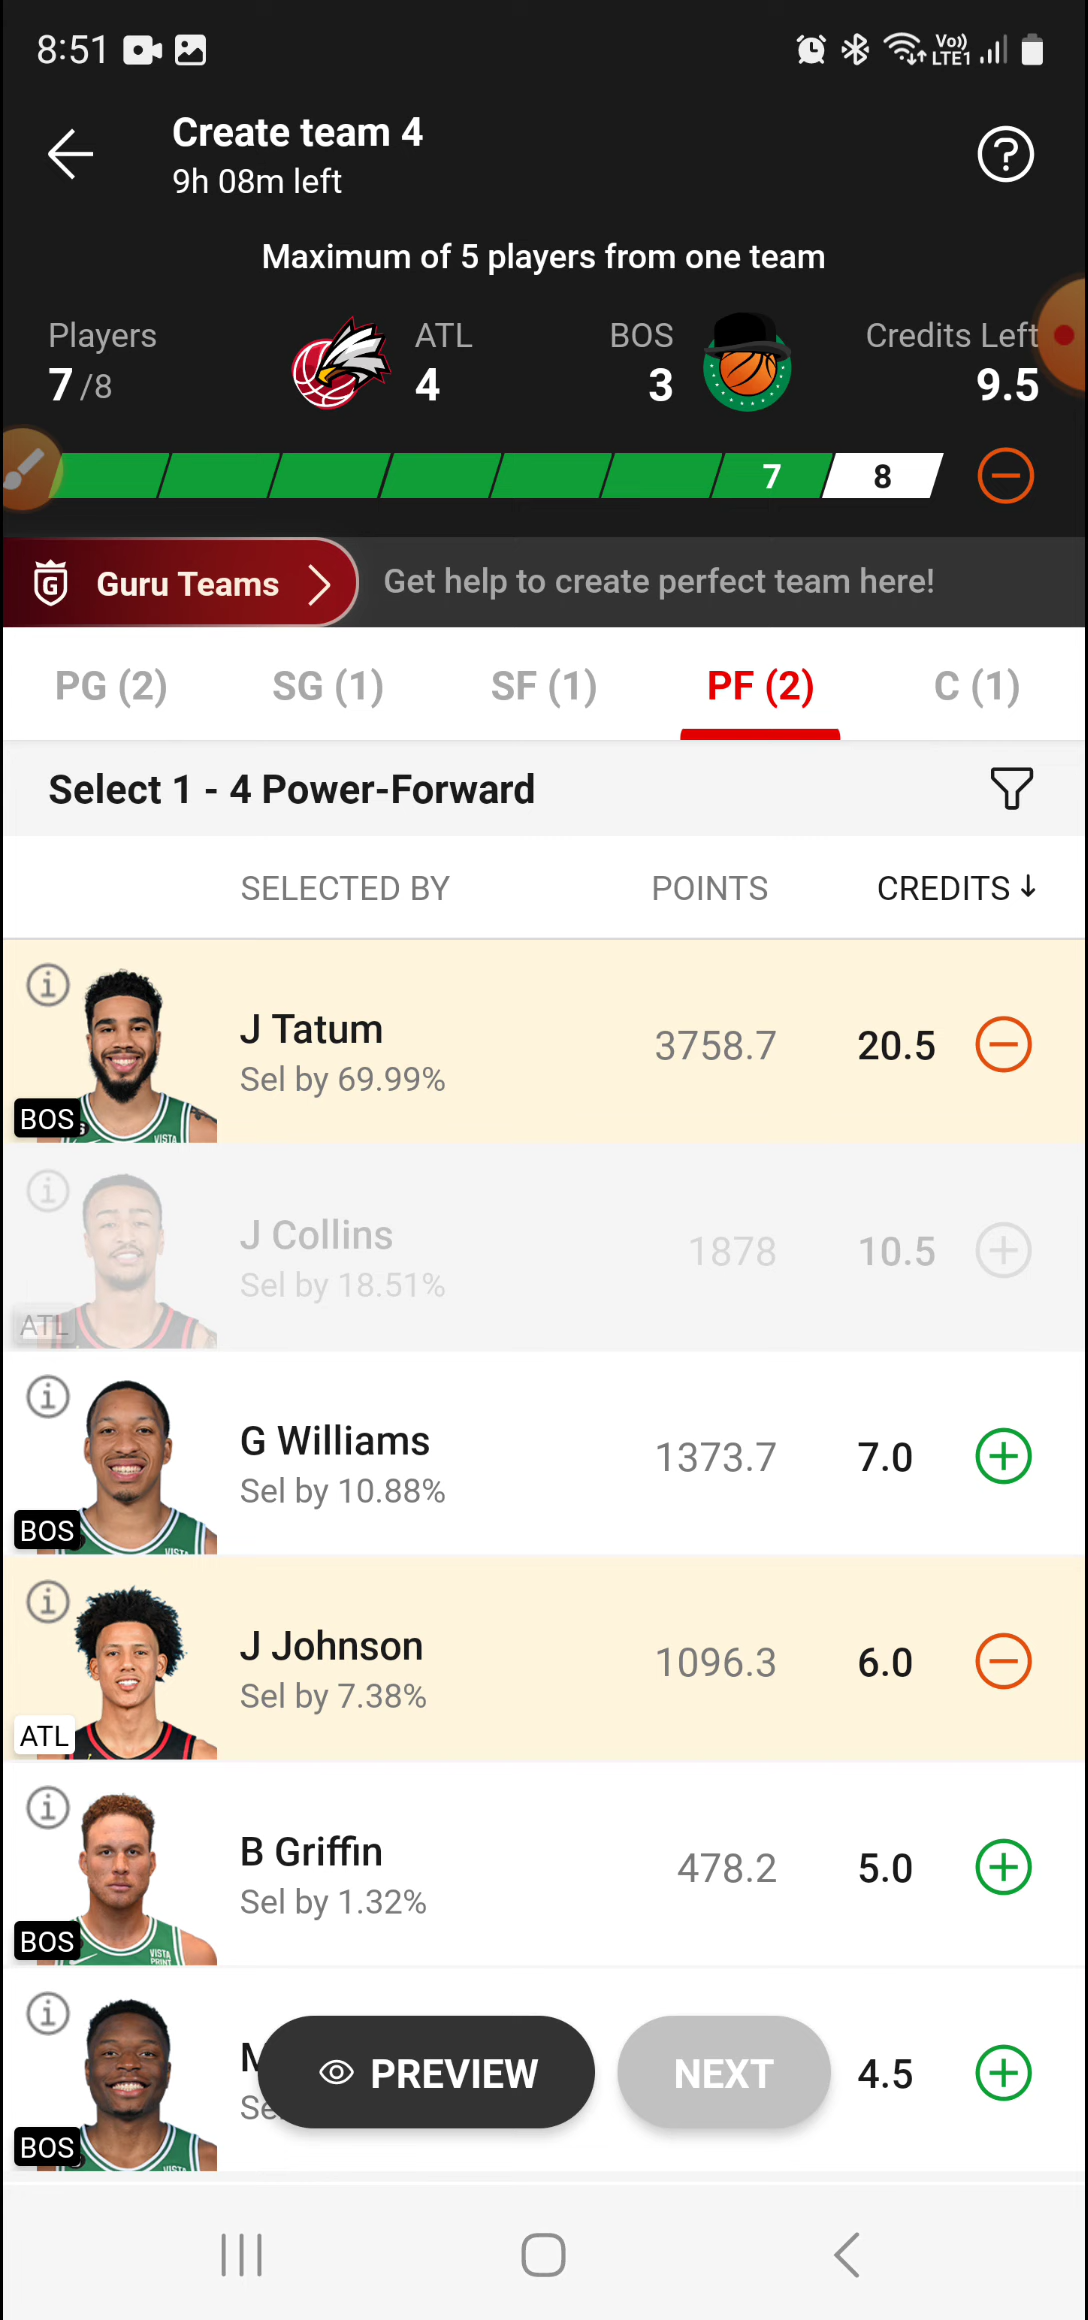 8:51
Vo))
LTE1
Create team 4
9h 08m left
Maximum of 5 players from one team
Players
7 /8
ATL
4
BOS
3
Credits Left
9.5
7
8
G
Guru Teams
Get help to create perfect team here!
PG (2)
SG (1)
SF (1)
PF (2)
C (1)
Select 1 - 4 Power-Forward
SELECTED BY
POINTS
CREDITS ↓
J Tatum
Sel by 69.99%
3758.7
20.5
BOS
VISTA
J Collins
Sel by 18.51%
1878
10.5
ATL
G Williams
Sel by 10.88%
1373.7
7.0
BOS
J Johnson
Sel by 7.38%
1096.3
6.0
ATL
B Griffin
Sel by 1.32%
478.2
5.0
BOS
VISTA
PRINT
PREVIEW
NEXT
4.5
BOS